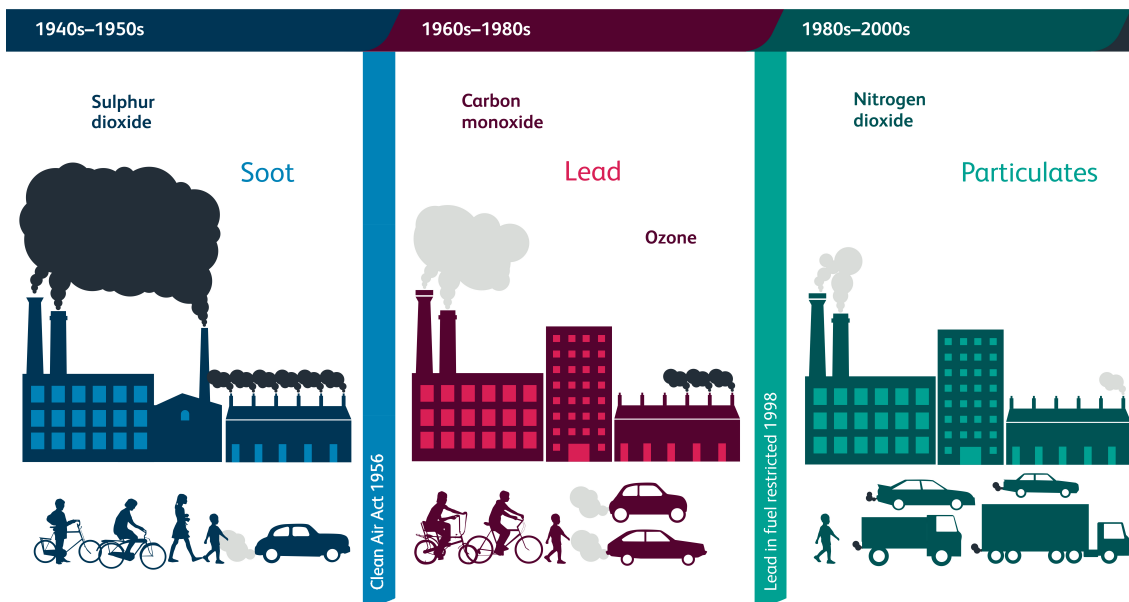 1940s–1950s
1960s–1980s
1980s–2000s
Sulphur
dioxide
Soot
Clean Air Act 1956
Carbon
monoxide
Lead
Ozone
Lead in fuel restricted 1998
Nitrogen
dioxide
Particulates